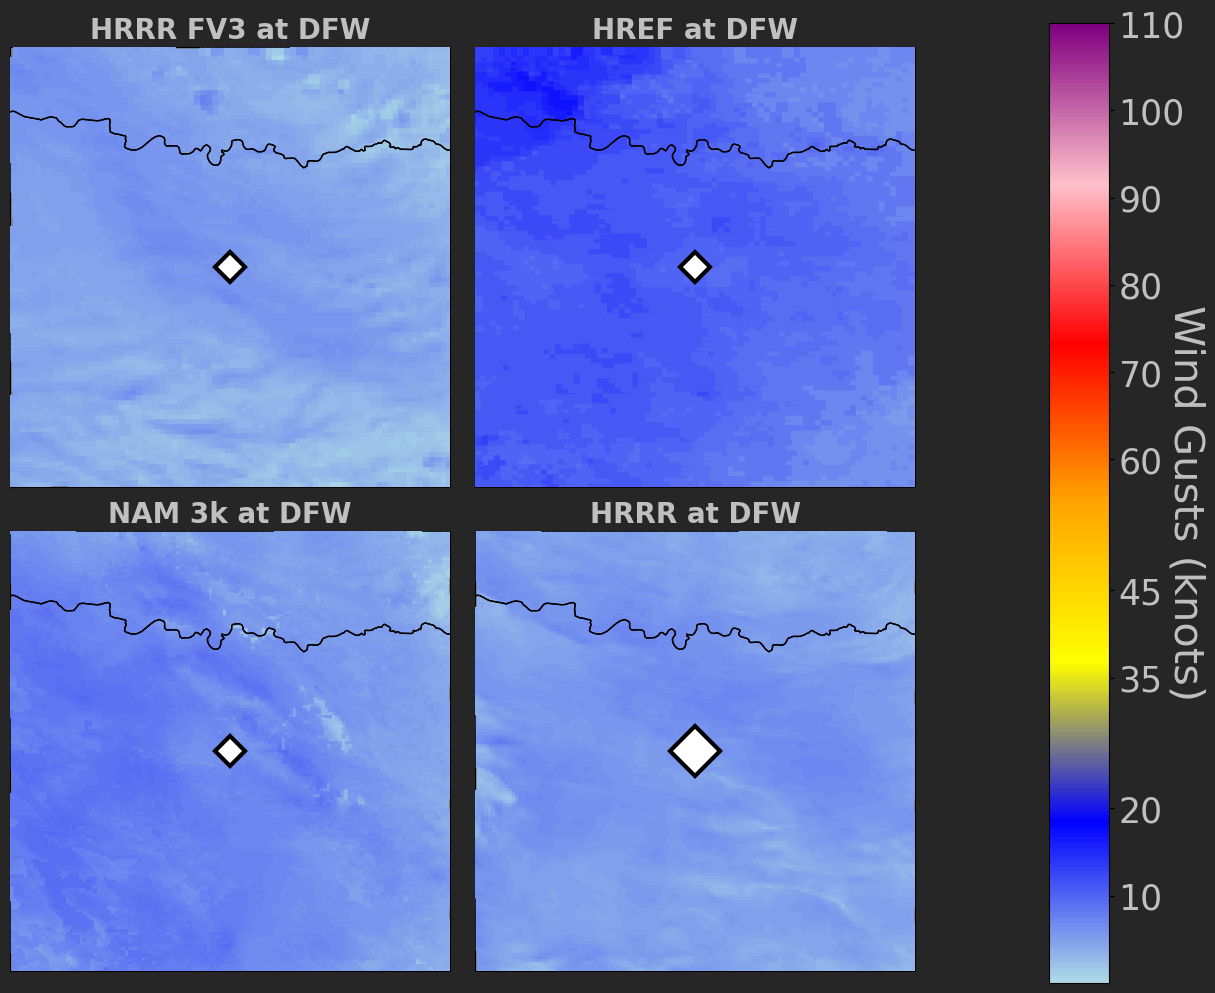 HRRR FV3 at DFW
HREF at DFW
NAM 3k at DFW
HRRR at DFW
110
100
90
80
70
60
45
35
20
10
Wind Gusts (knots)